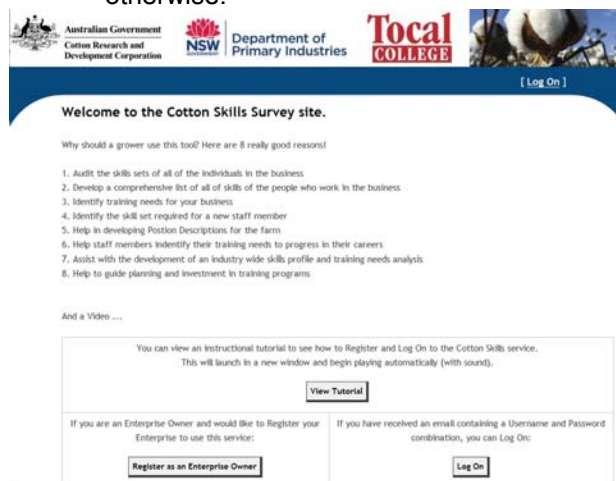 otherwise.
Australian Government
Cotton Research and
Development Corporation
NSW
GOVERNMENT
Department of
Primary Industries
Tocal
COLLEGE
[ Log On ]
Welcome to the Cotton Skills Survey site.
Why should a grower use this tool? Here are 8 really good reasons!
1. Audit the skills sets of all of the individuals in the business
2. Develop a comprehensive list of all of skills of the people who work in the business
3. Identify training needs for your business
4. Identify the skill set required for a new staff member
5. Help in developing Postion Descriptions for the farm
6. Help staff members indentify their training needs to progress in their careers
7. Assist with the development of an industry wide skills profile and training needs analysis
8. Help to guide planning and investment in training programs
And a Video ...
You can view an instructional tutorial to see how to Register and Log On to the Cotton Skills service.
This will launch in a new window and begin playing automatically (with sound).
View Tutorial
If you are an Enterprise Owner and would like to Register your
Enterprise to use this service:
Register as an Enterprise Owner
If you have received an email containing a Username and Password
combination, you can Log On:
Log On